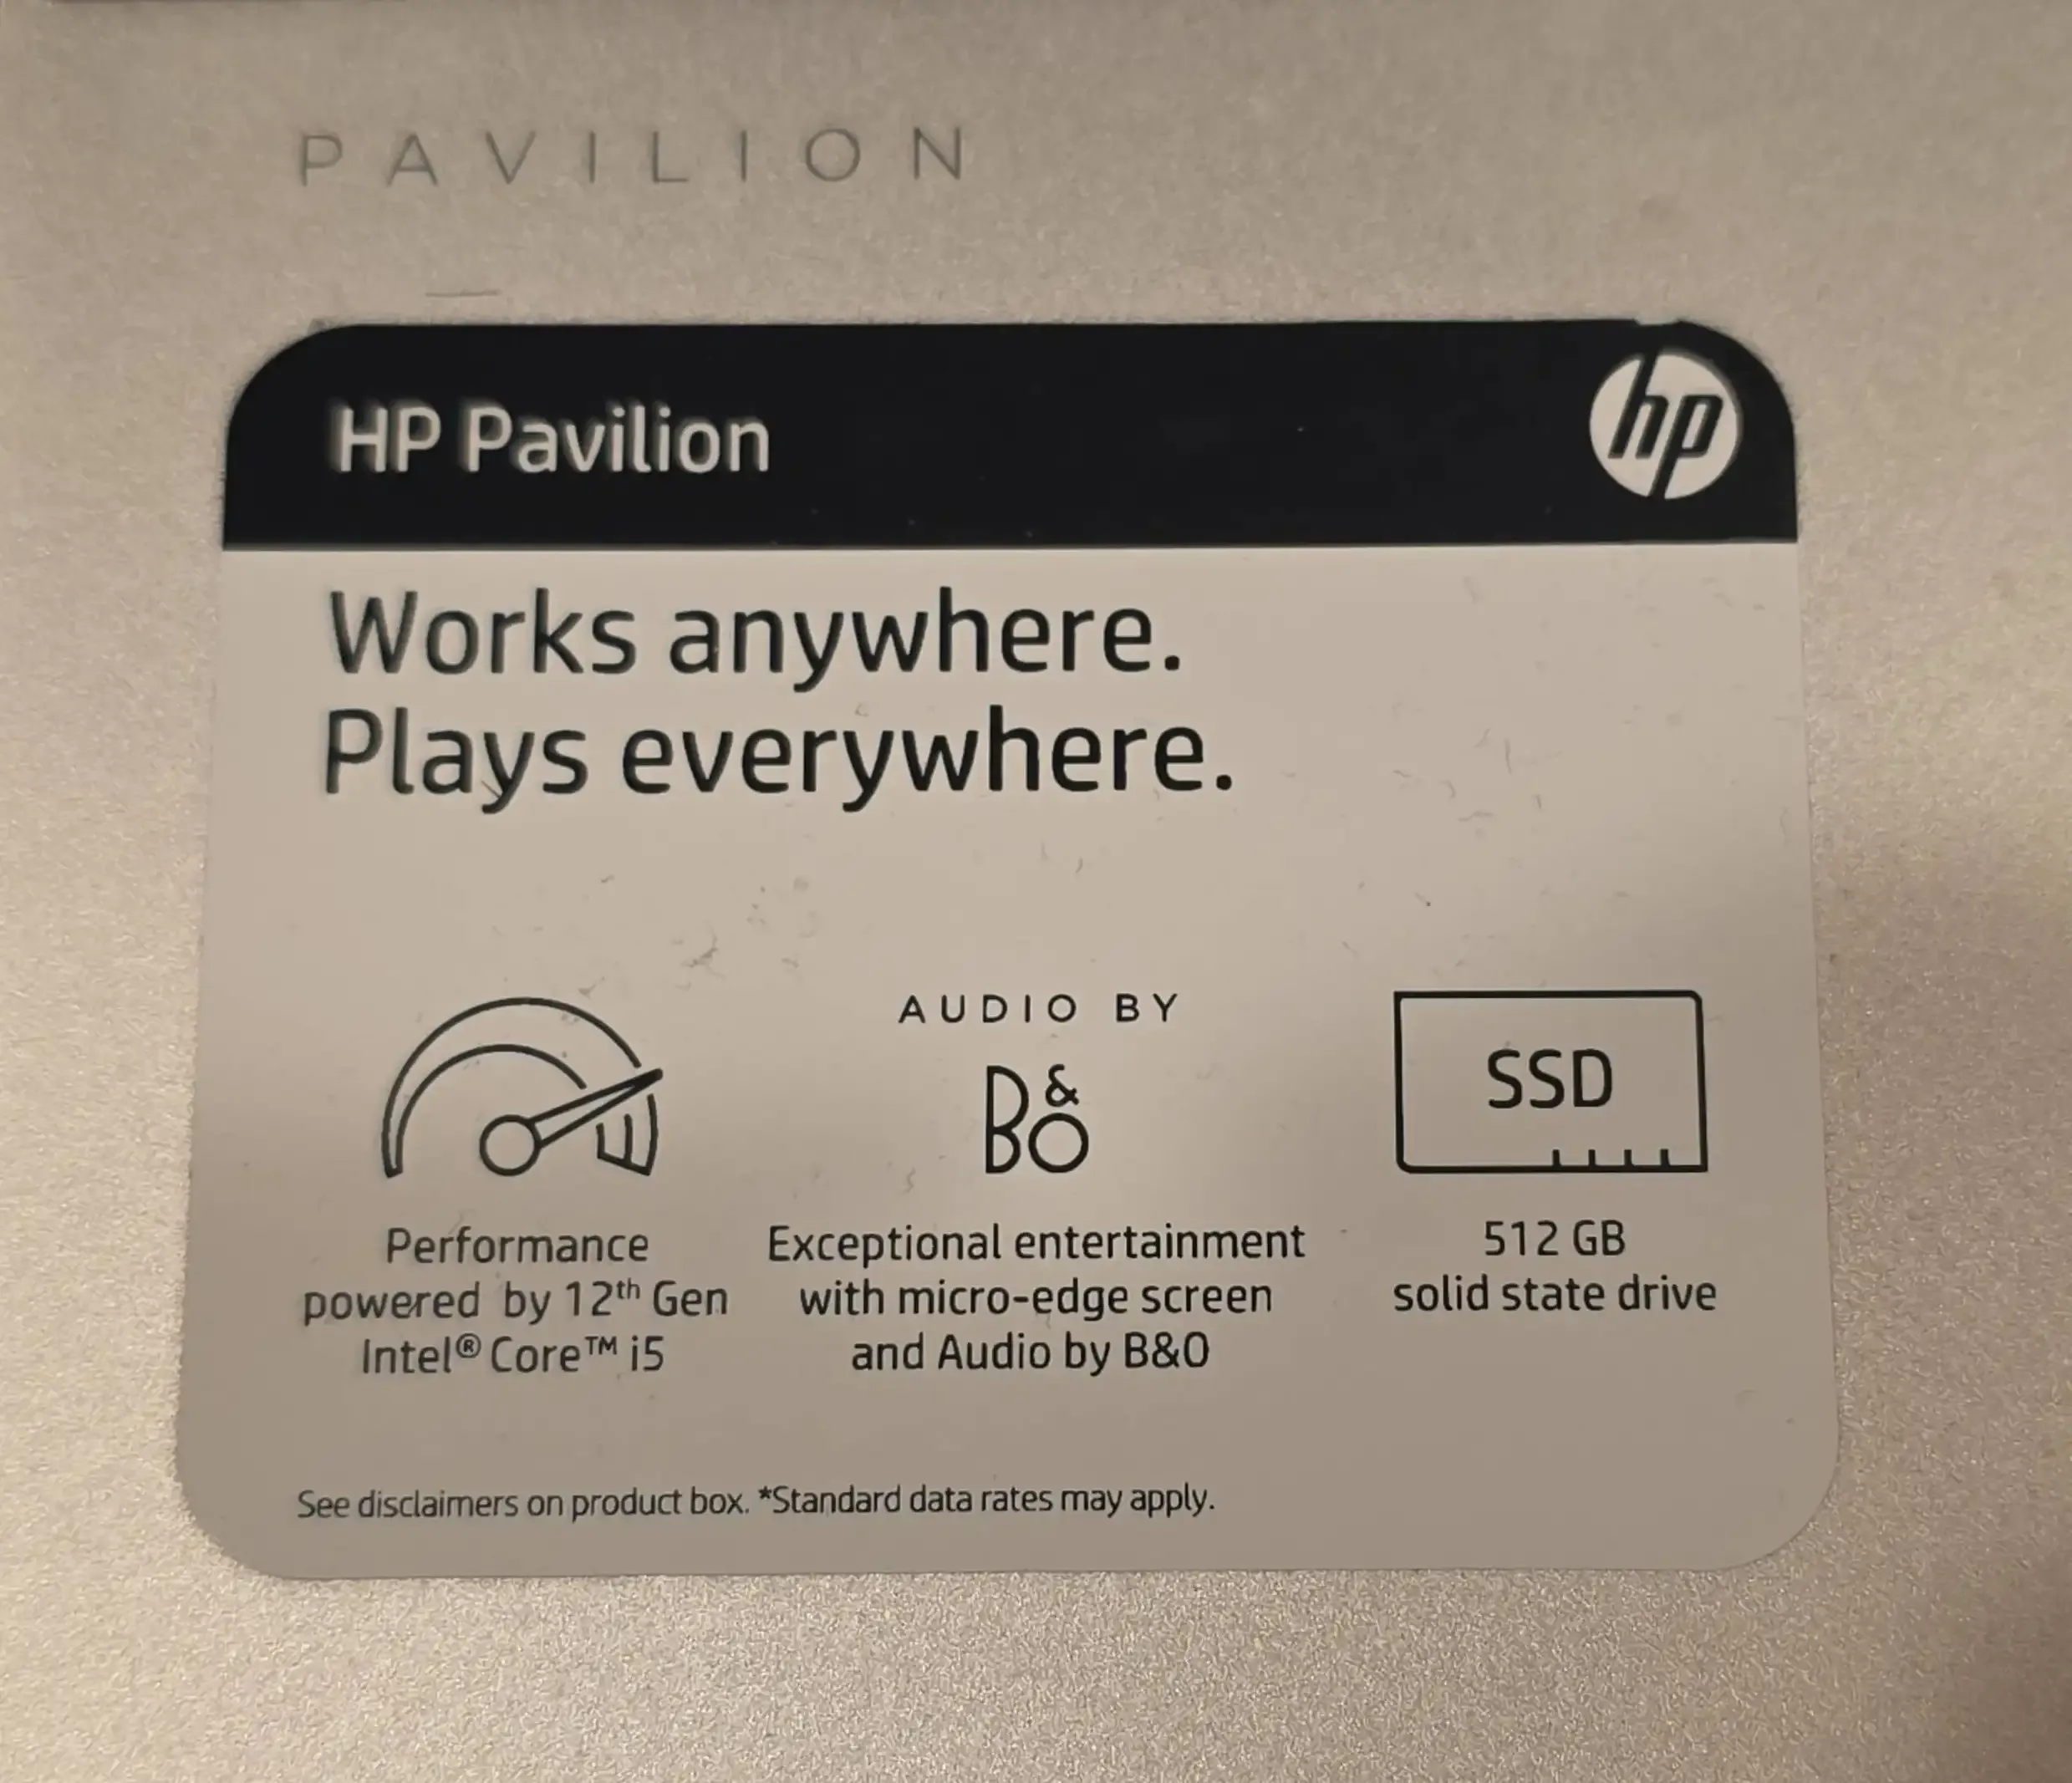 PAVILION
HP Pavilion
hp
Works anywhere.
Plays everywhere.
AUDIO BY
B&O
SSD
Performance
powered by 12th Gen
Intel® Core™ i5
Exceptional entertainment
with micro-edge screen
and Audio by B&O
512 GB
solid state drive
See disclaimers on product box. *Standard data rates may apply.